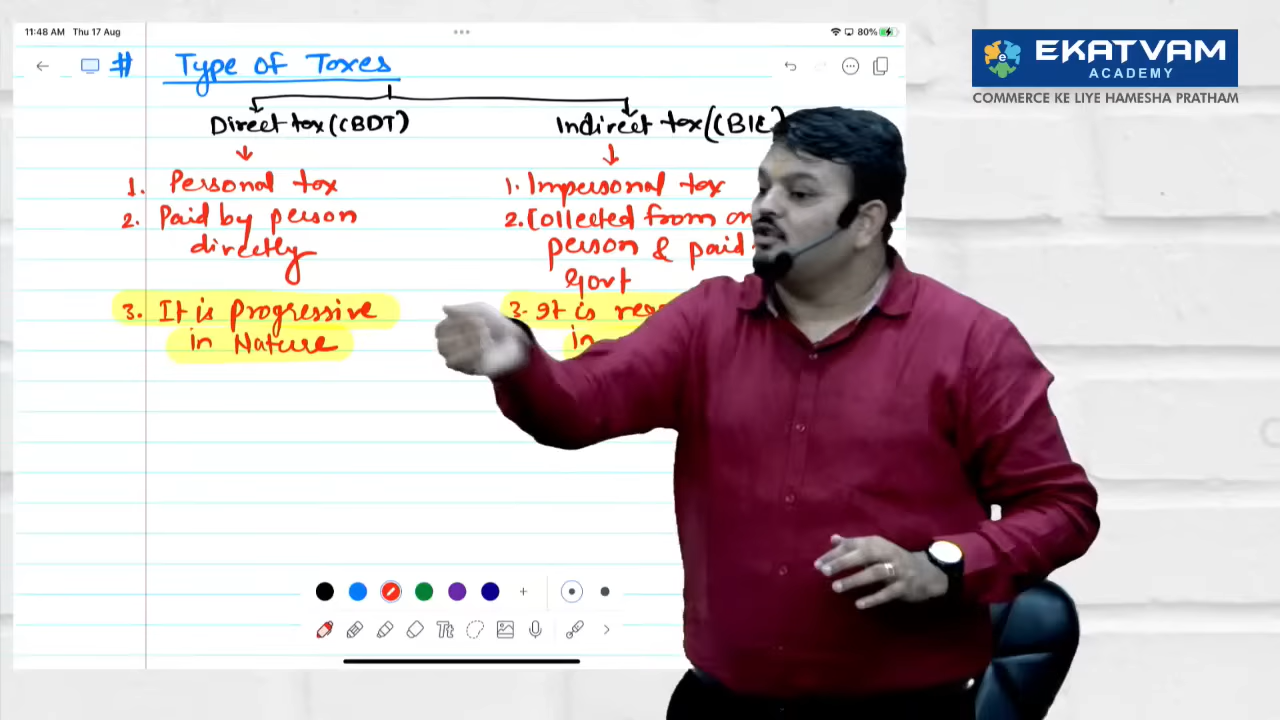 11:48 AM Thu 17 Aug
80%
EKATVAM
ACADEMY
COMMERCE KE LIYE HAMESHA PRATHAM
# Type of Taxes
Direct tax (CBDT)
1. Personal tax
2. Paid by person
directly
3. It is progressive
in Nature
Indirect tax (CBIC)
1. Impersonal tax
2. Collected from
person & paid
Govt
3. It is
in
Tt